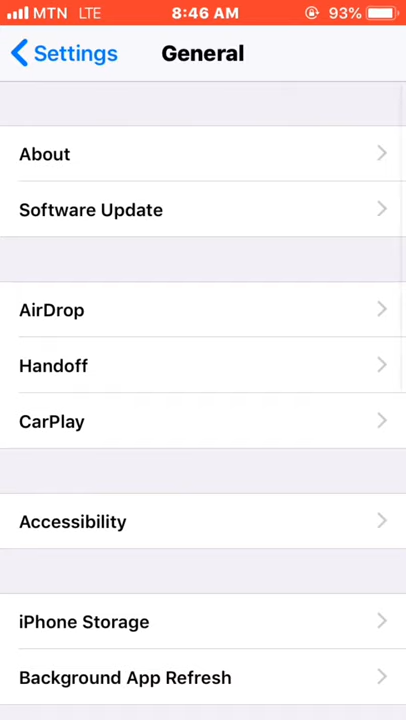 MTN LTE 8:46 AM 93%
Settings General
About
Software Update
AirDrop
Handoff
CarPlay
Accessibility
iPhone Storage
Background App Refresh